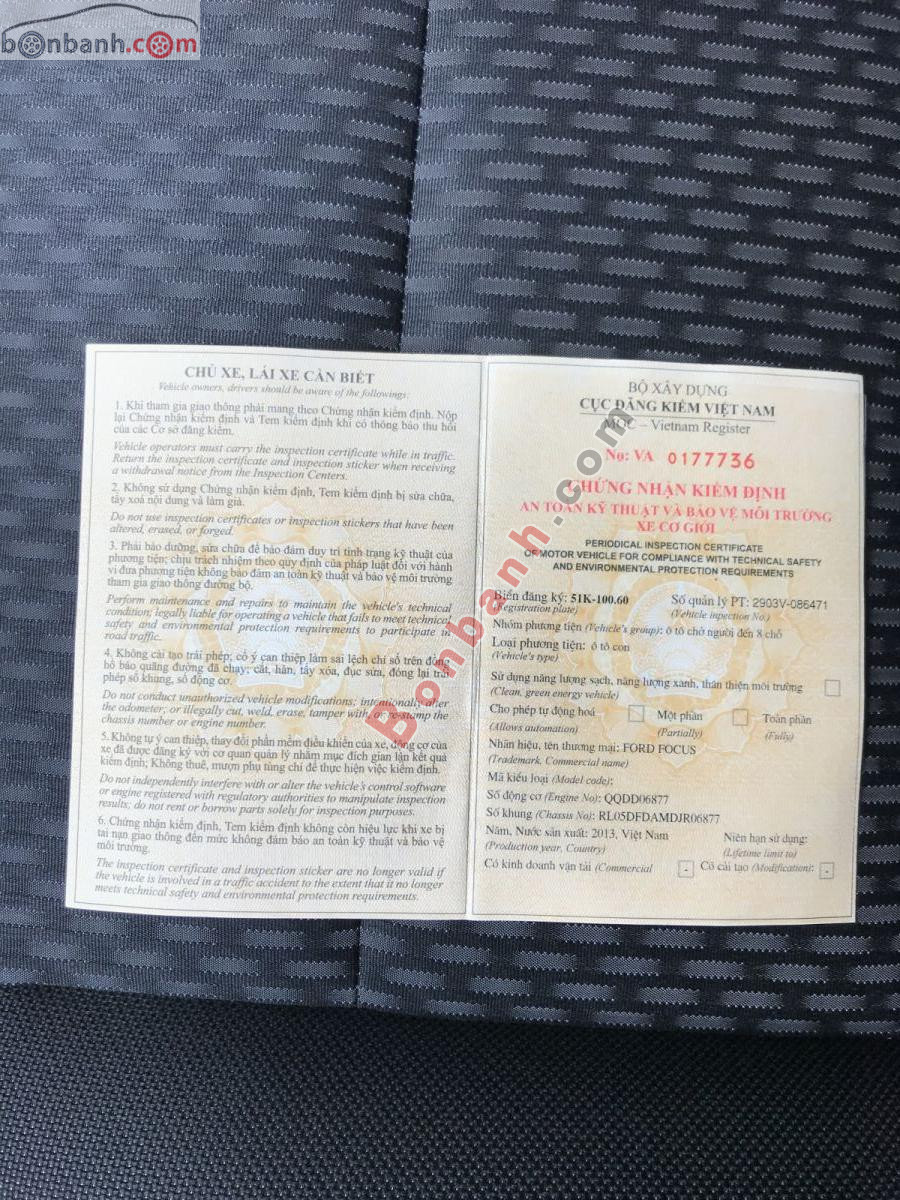 bonbanh.com
CHỦ XE, LÁI XE CẦN BIẾT
Vehicle owners, drivers should be aware of the followings:
1. Khi tham gia giao thông phải mang theo Chứng nhận kiểm định. Nộp
lại Chứng nhận kiểm định và Tem kiểm định khi có thông báo thu hồi
của các Cơ sở đăng kiểm.
Vehicle operators must carry the inspection certificate while in traffic.
Return the inspection certificate and inspection sticker when receiving
a withdrawal notice from the Inspection Centers.
2. Không sử dụng Chứng nhận kiểm định, Tem kiểm định bị sửa chữa,
tẩy xoá nội dung và làm giả.
Do not use inspection certificates or inspection stickers that have been
altered, erased, or forged.
3. Phải bảo dưỡng, sửa chữa để bảo đảm duy trì tình trạng kỹ thuật của
phương tiện; chịu trách nhiệm theo quy định của pháp luật đối với hành
vi đưa phương tiện không bảo đảm an toàn kỹ thuật và bảo vệ môi trường
tham gia giao thông đường bộ.
Perform maintenance and repairs to maintain the vehicle's technical
condition; legally liable for operating a vehicle that fails to meet technical
safety and environmental protection requirements to participate in
road traffic.
4. Không cải tạo trái phép; cố ý can thiệp làm sai lệch chỉ số trên đồng
hồ báo quãng đường đã chạy; cắt, hàn, tẩy xóa, đục sửa, đóng lại trái
phép số khung, số động cơ.
Do not conduct unauthorized vehicle modifications; intentionally alter
the odometer; or illegally cut, weld, erase, tamper with, or re-stamp the
chassis number or engine number.
5. Không tự ý can thiệp, thay đổi phần mềm điều khiển của xe, động cơ của
xe đã được đăng ký với cơ quan quản lý nhằm mục đích gian lận kết quả
kiểm định; Không thuê, mượn phụ tùng chỉ để thực hiện việc kiểm định.
Do not independently interfere with or alter the vehicle's control software
or engine registered with regulatory authorities to manipulate inspection
results; do not rent or borrow parts solely for inspection purposes.
6. Chứng nhận kiểm định, Tem kiểm định không còn hiệu lực khi xe bị
tai nạn giao thông đến mức không đảm bảo an toàn kỹ thuật và bảo vệ
môi trường.
The inspection certificate and inspection sticker are no longer valid if
the vehicle is involved in a traffic accident to the extent that it no longer
meets technical safety and environmental protection requirements.
BỘ XÂY DỰNG
CỤC ĐĂNG KIỂM VIỆT NAM
MOC – Vietnam Register
No: VA 0177736
CHỨNG NHẬN KIỂM ĐỊNH
AN TOÀN KỸ THUẬT VÀ BẢO VỆ MÔI TRƯỜNG
XE CƠ GIỚI
PERIODICAL INSPECTION CERTIFICATE
OF MOTOR VEHICLE FOR COMPLIANCE WITH TECHNICAL SAFETY
AND ENVIRONMENTAL PROTECTION REQUIREMENTS
Biển đăng ký: 51K-100.60 Số quản lý PT: 2903V-086471
(Registration plate) (Vehicle inpection No.)
Nhóm phương tiện (Vehicle's group): ô tô chở người đến 8 chỗ
Loại phương tiện: ô tô con
(Vehicle's type)
Sử dụng năng lượng sạch, năng lượng xanh, thân thiện môi trường
(Clean, green energy vehicle)
Cho phép tự động hoá Một phần Toàn phần
(Allows automation) (Partially) (Fully)
Nhãn hiệu, tên thương mại: FORD FOCUS
(Trademark, Commercial name)
Mã kiểu loại (Model code):
Số động cơ (Engine No): QQDD06877
Số khung (Chassis No): RL05DFDAMDJR06877
Năm, Nước sản xuất: 2013, Việt Nam Niên hạn sử dụng:
(Production year, Country) (Lifetime limit to)
Có kinh doanh vận tải (Commercial - Có cải tạo (Modification): -
Bonbanh.com